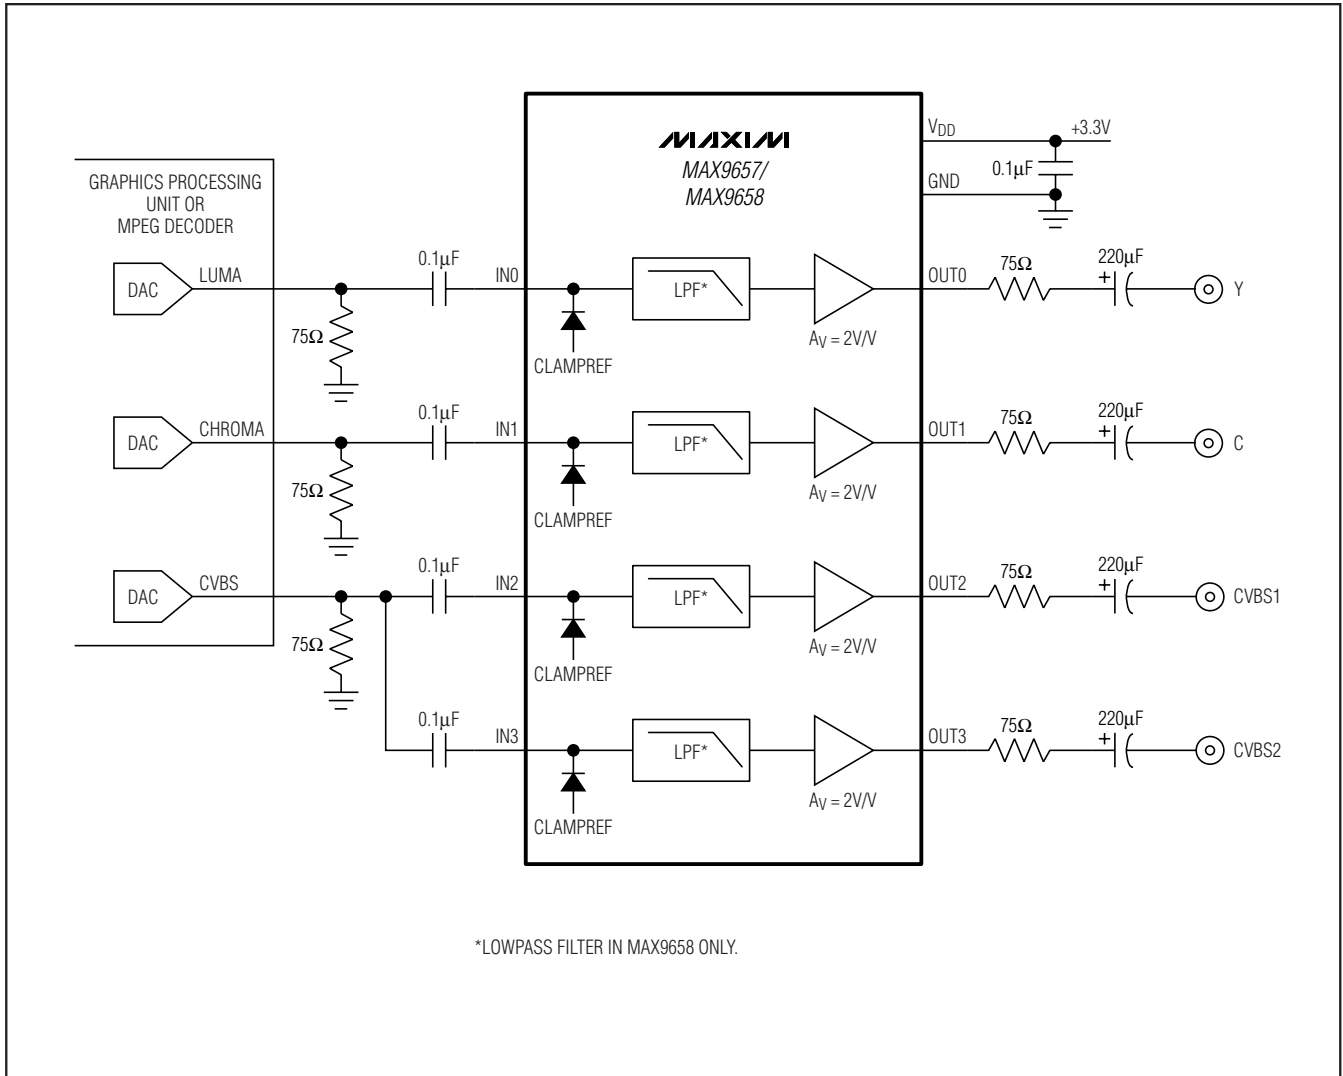 MAXIM
MAX9657/
MAX9658
VDD
+3.3V
0.1μF
GND
GRAPHICS PROCESSING
UNIT OR
MPEG DECODER
DAC
LUMA
75Ω
0.1μF
IN0
CLAMPREF
LPF*
AV = 2V/V
OUT0
75Ω
220μF
+
Y
DAC
CHROMA
75Ω
0.1μF
IN1
CLAMPREF
LPF*
AV = 2V/V
OUT1
75Ω
220μF
+
C
DAC
CVBS
75Ω
0.1μF
IN2
CLAMPREF
LPF*
AV = 2V/V
OUT2
75Ω
220μF
+
CVBS1
0.1μF
IN3
CLAMPREF
LPF*
AV = 2V/V
OUT3
75Ω
220μF
+
CVBS2
*LOWPASS FILTER IN MAX9658 ONLY.